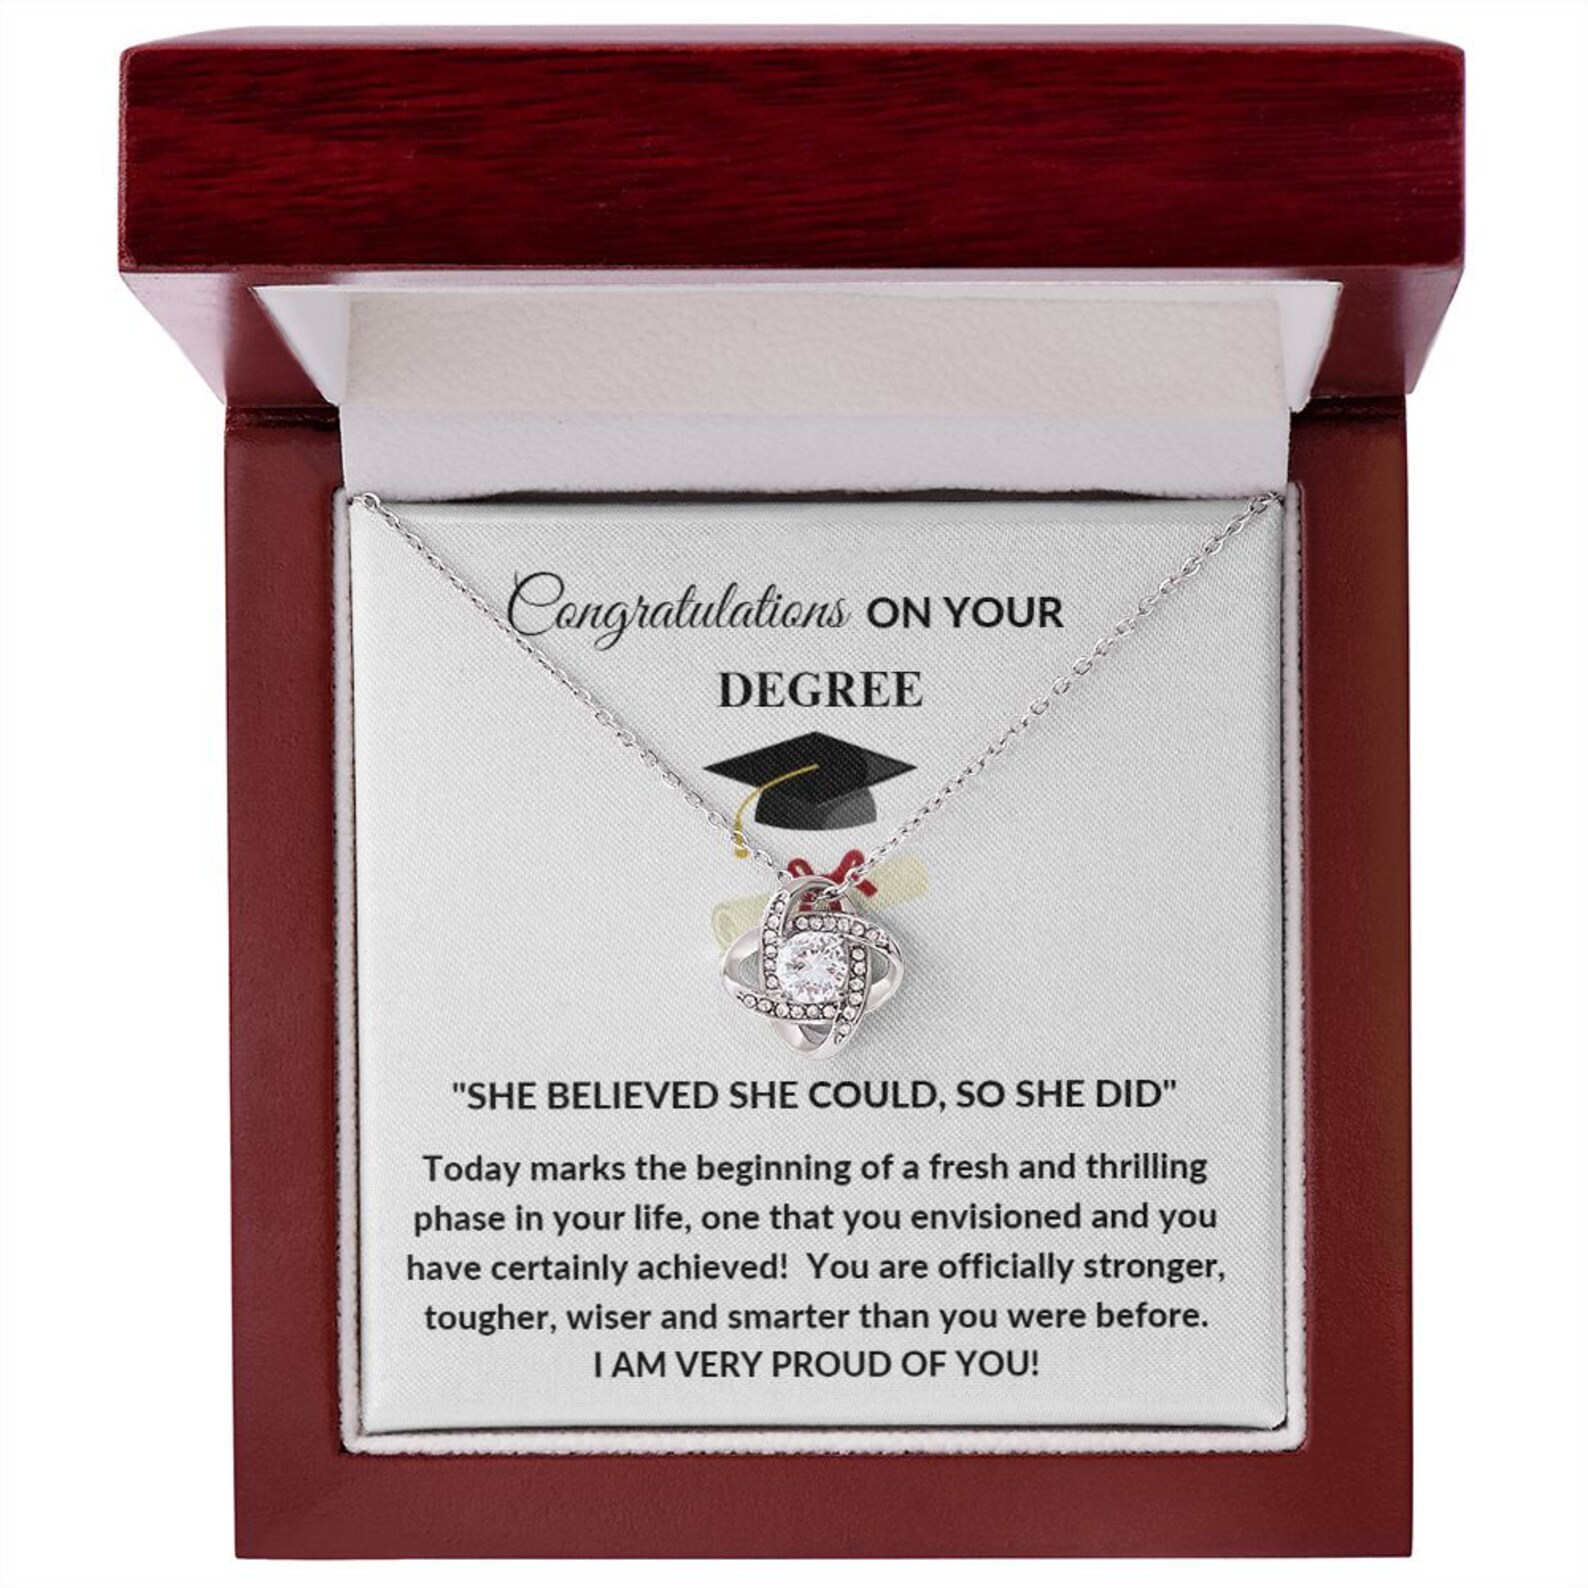 Congratulations ON YOUR
DEGREE
"SHE BELIEVED SHE COULD, SO SHE DID"
Today marks the beginning of a fresh and thrilling
phase in your life, one that you envisioned and you
have certainly achieved!  You are officially stronger,
tougher, wiser and smarter than you were before.
I AM VERY PROUD OF YOU!